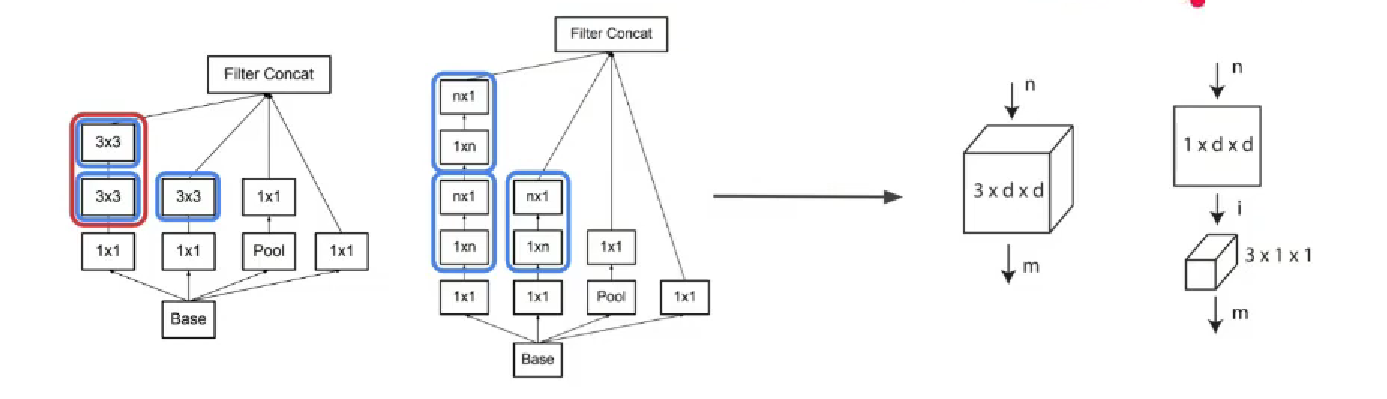 Filter Concat
3x3
3x3
3x3
1x1
1x1
1x1
Pool
1x1
Base
Filter Concat
nx1
1xn
nx1
nx1
1xn
1xn
1x1
1x1
1x1
Pool
1x1
Base
n
3 x d x d
m
n
1 x d x d
i
3 x 1 x 1
m